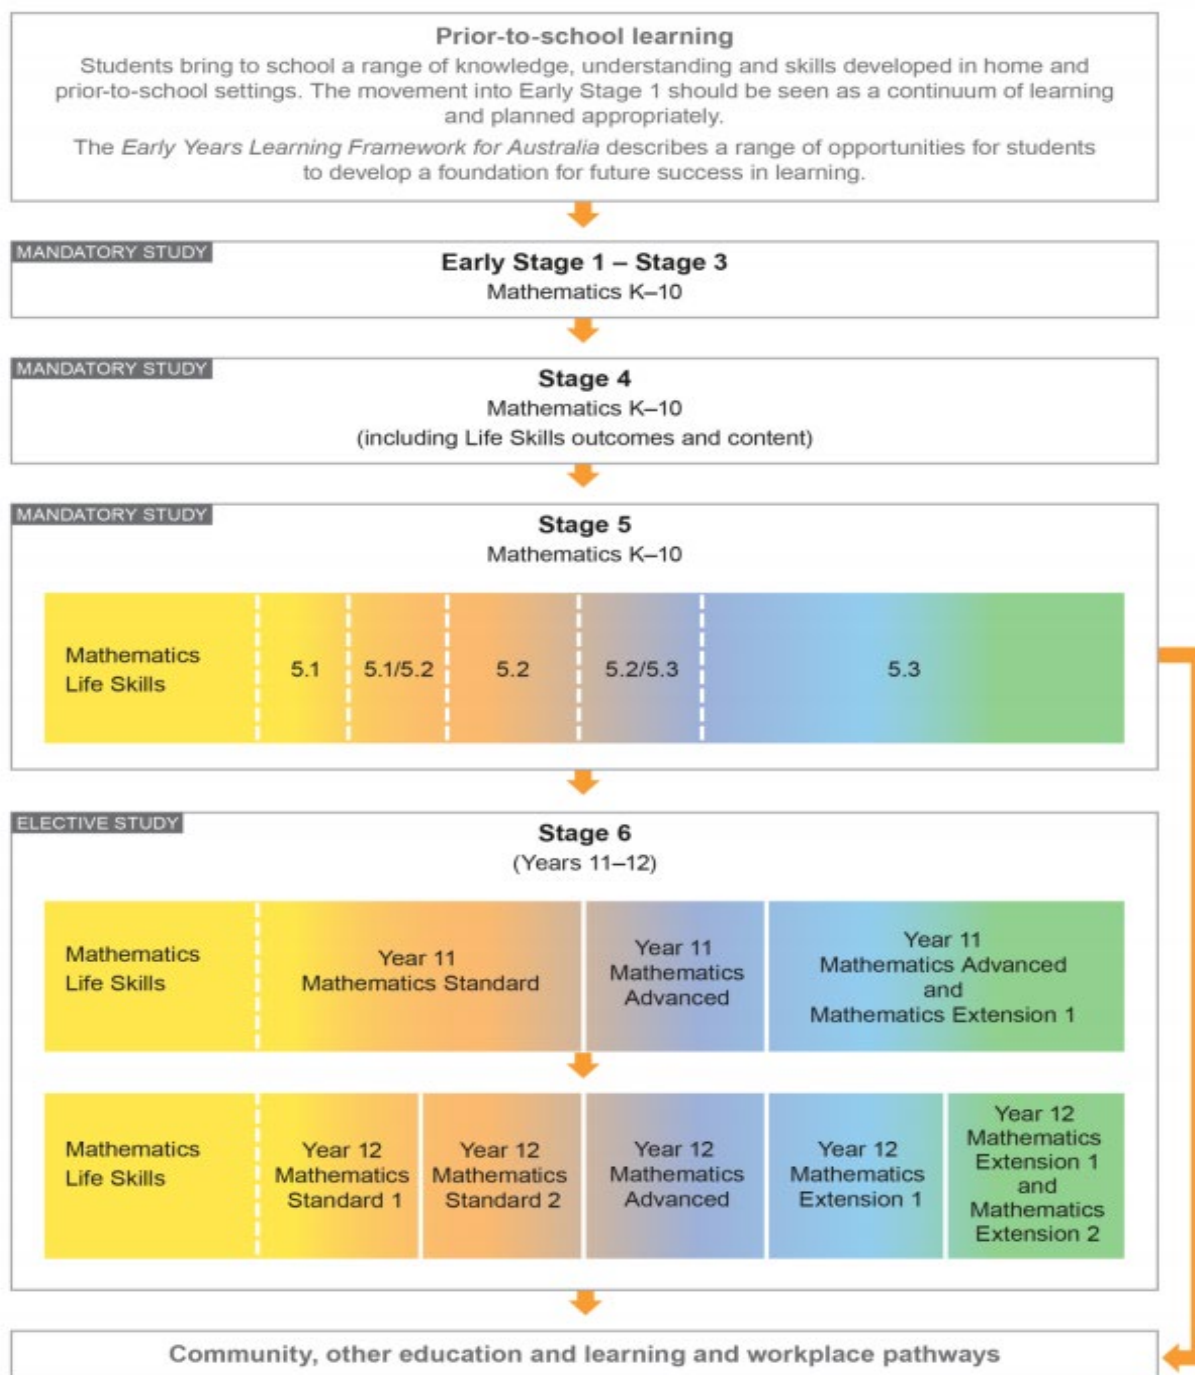 Prior-to-school learning
Students bring to school a range of knowledge, understanding and skills developed in home and
prior-to-school settings. The movement into Early Stage 1 should be seen as a continuum of learning
and planned appropriately.
The Early Years Learning Framework for Australia describes a range of opportunities for students
to develop a foundation for future success in learning.
MANDATORY STUDY
Early Stage 1 – Stage 3
Mathematics K–10
MANDATORY STUDY
Stage 4
Mathematics K–10
(including Life Skills outcomes and content)
MANDATORY STUDY
Stage 5
Mathematics K–10
Mathematics
Life Skills
5.1
5.1/5.2
5.2
5.2/5.3
5.3
ELECTIVE STUDY
Stage 6
(Years 11–12)
Mathematics
Life Skills
Year 11
Mathematics Standard
Year 11
Mathematics
Advanced
Year 11
Mathematics Advanced
and
Mathematics Extension 1
Mathematics
Life Skills
Year 12
Mathematics
Standard 1
Year 12
Mathematics
Standard 2
Year 12
Mathematics
Advanced
Year 12
Mathematics
Extension 1
Year 12
Mathematics
Extension 1
and
Mathematics
Extension 2
Community, other education and learning and workplace pathways